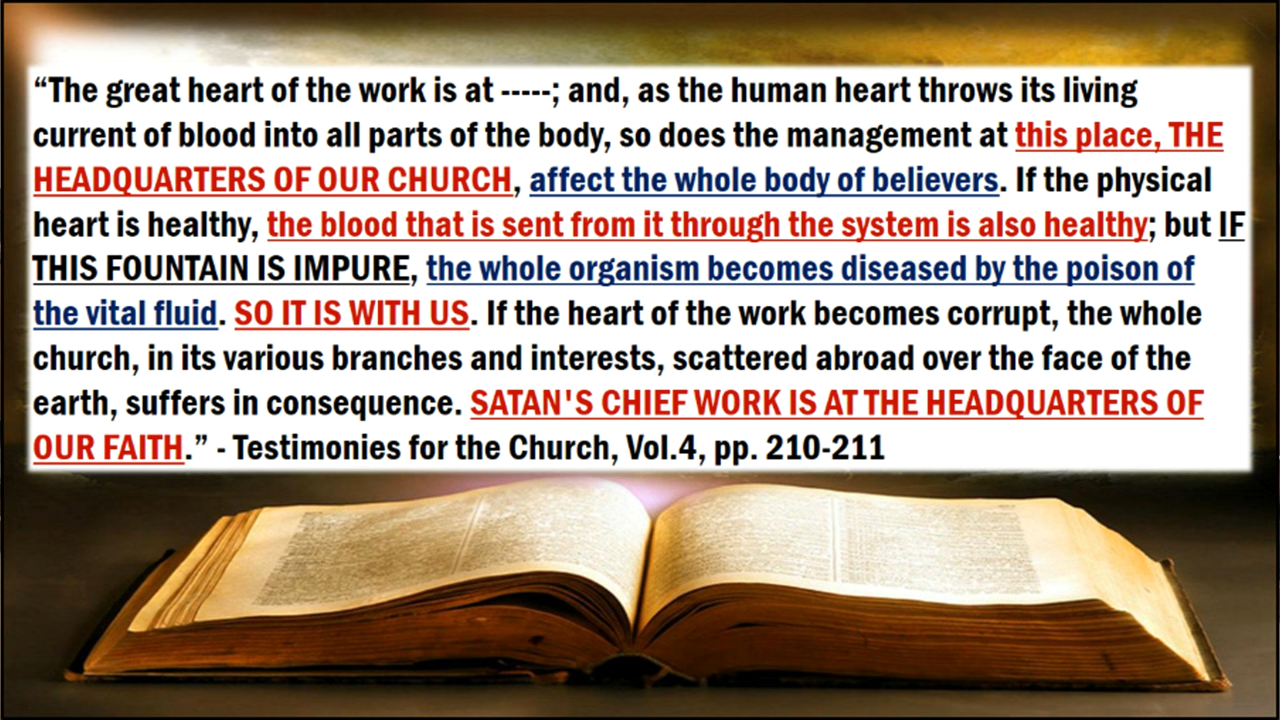 “The great heart of the work is at -----; and, as the human heart throws its living
current of blood into all parts of the body, so does the management at this place, THE
HEADQUARTERS OF OUR CHURCH, affect the whole body of believers. If the physical
heart is healthy, the blood that is sent from it through the system is also healthy; but IF
THIS FOUNTAIN IS IMPURE, the whole organism becomes diseased by the poison of
the vital fluid. SO IT IS WITH US. If the heart of the work becomes corrupt, the whole
church, in its various branches and interests, scattered abroad over the face of the
earth, suffers in consequence. SATAN'S CHIEF WORK IS AT THE HEADQUARTERS OF
OUR FAITH.” - Testimonies for the Church, Vol.4, pp. 210-211